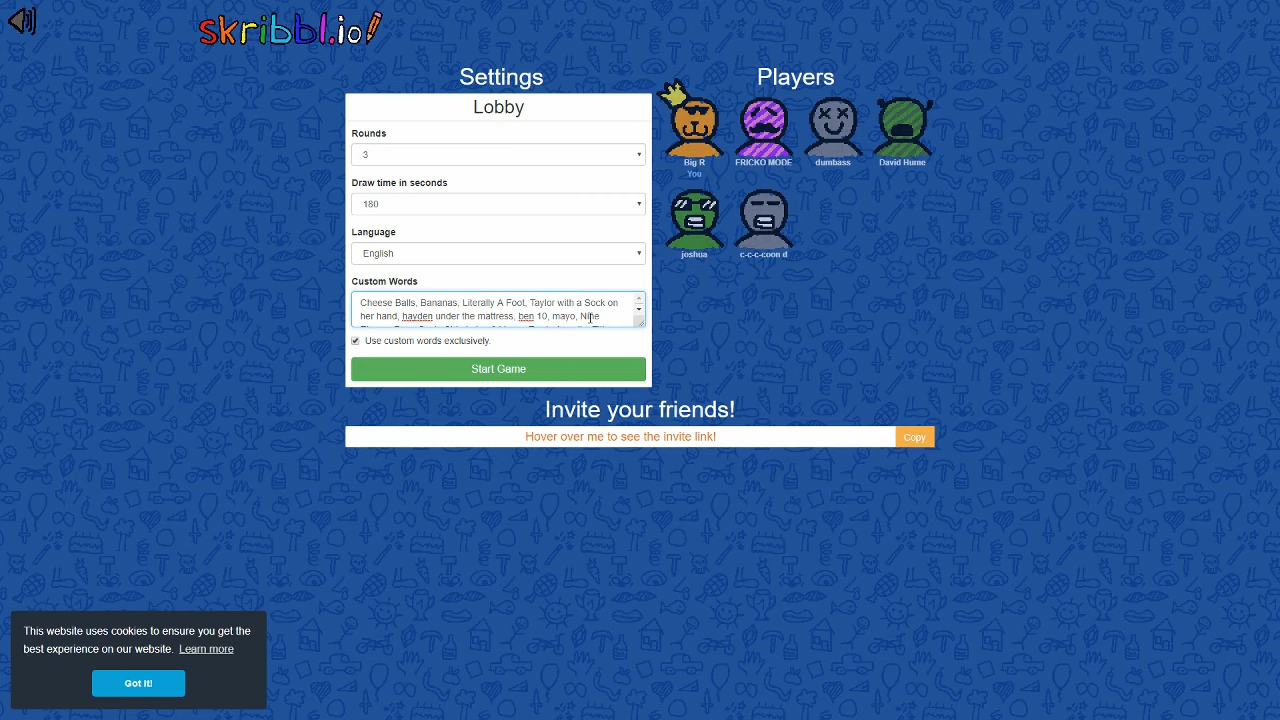 skribbl.io
Settings
Players
Lobby
Rounds
3
Draw time in seconds
180
Language
English
Custom Words
Cheese Balls, Bananas, Literally A Foot, Taylor with a Sock on
her hand, hayden under the mattress, ben 10, mayo, Nine
Use custom words exclusively.
Start Game
Big R
You
FRICKO MODE
dumbass
David Hume
joshua
c-c-c-coon d
Invite your friends!
Hover over me to see the invite link!
Copy
This website uses cookies to ensure you get the
best experience on our website. Learn more
Got it!